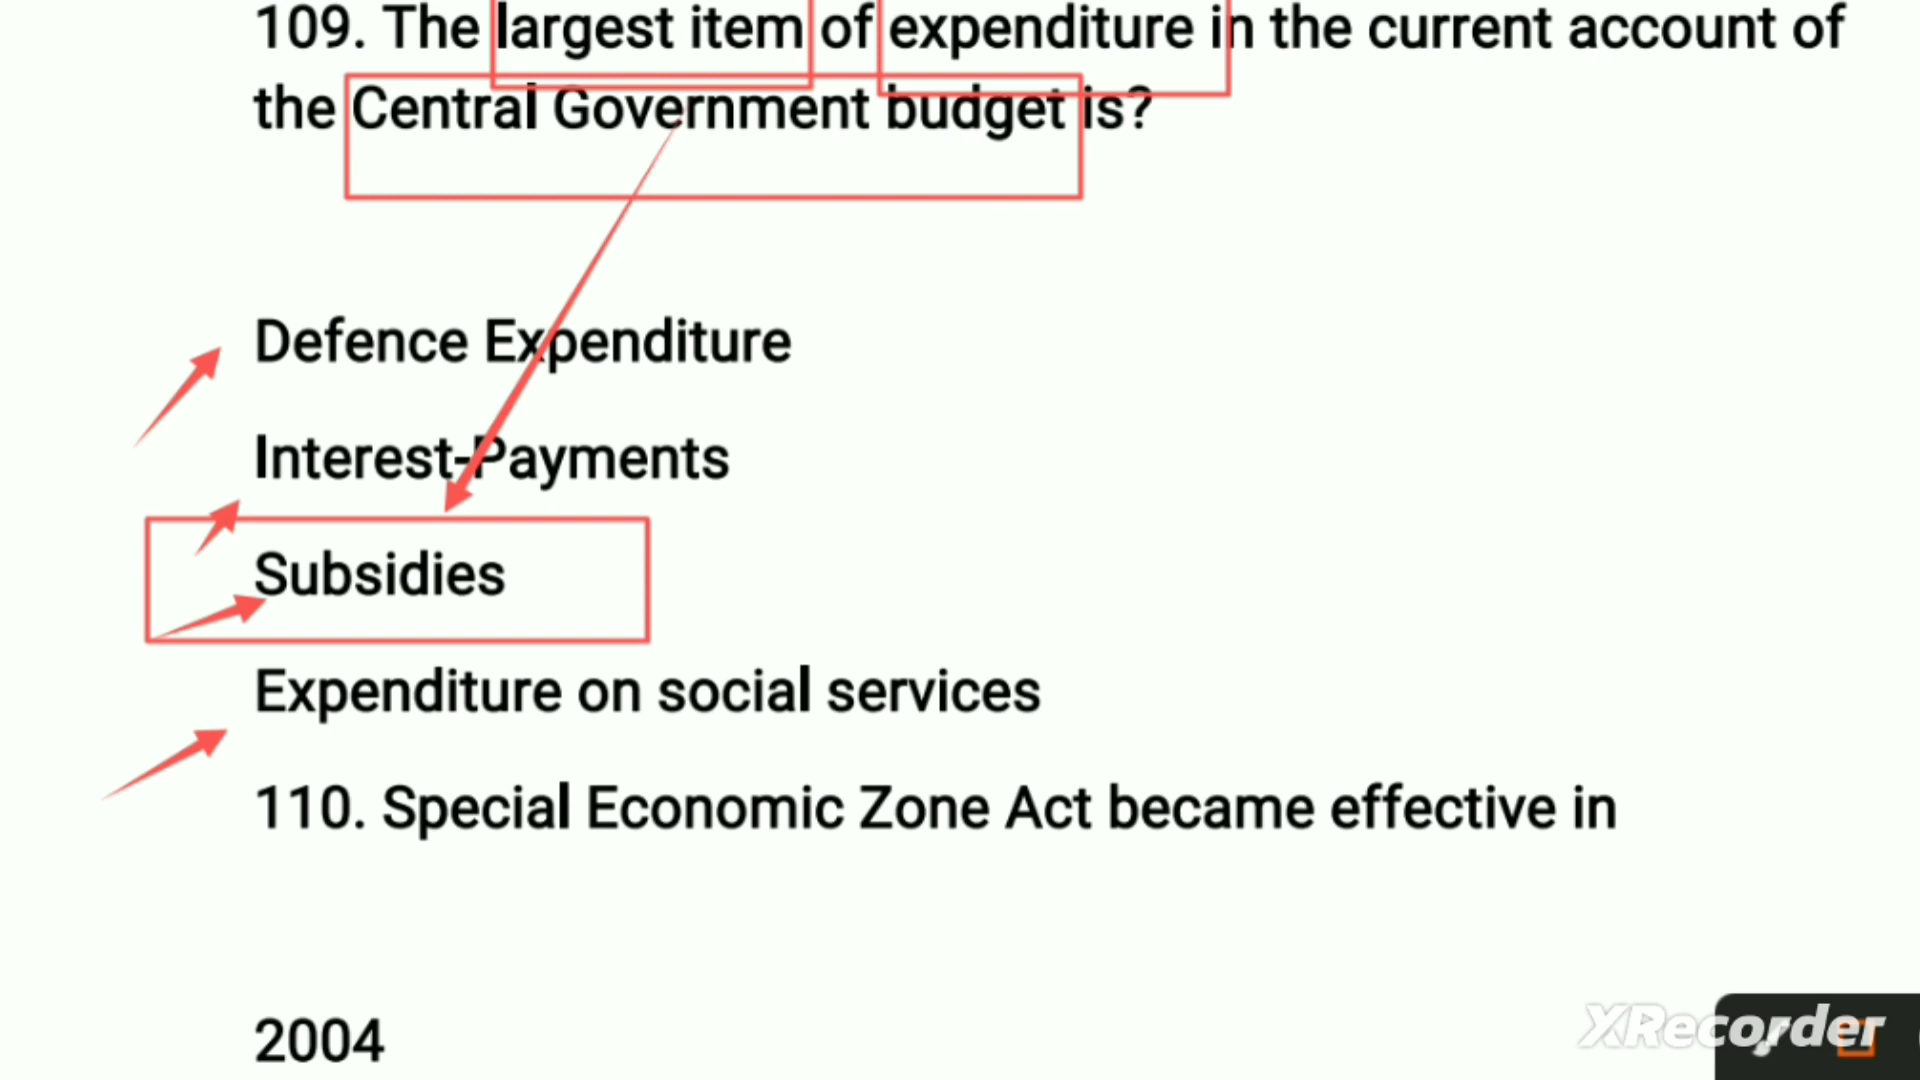 109. The largest item of expenditure in the current account of
the Central Government budget is?
Defence Expenditure
Interest-Payments
Subsidies
Expenditure on social services
110. Special Economic Zone Act became effective in
2004
XRecorder